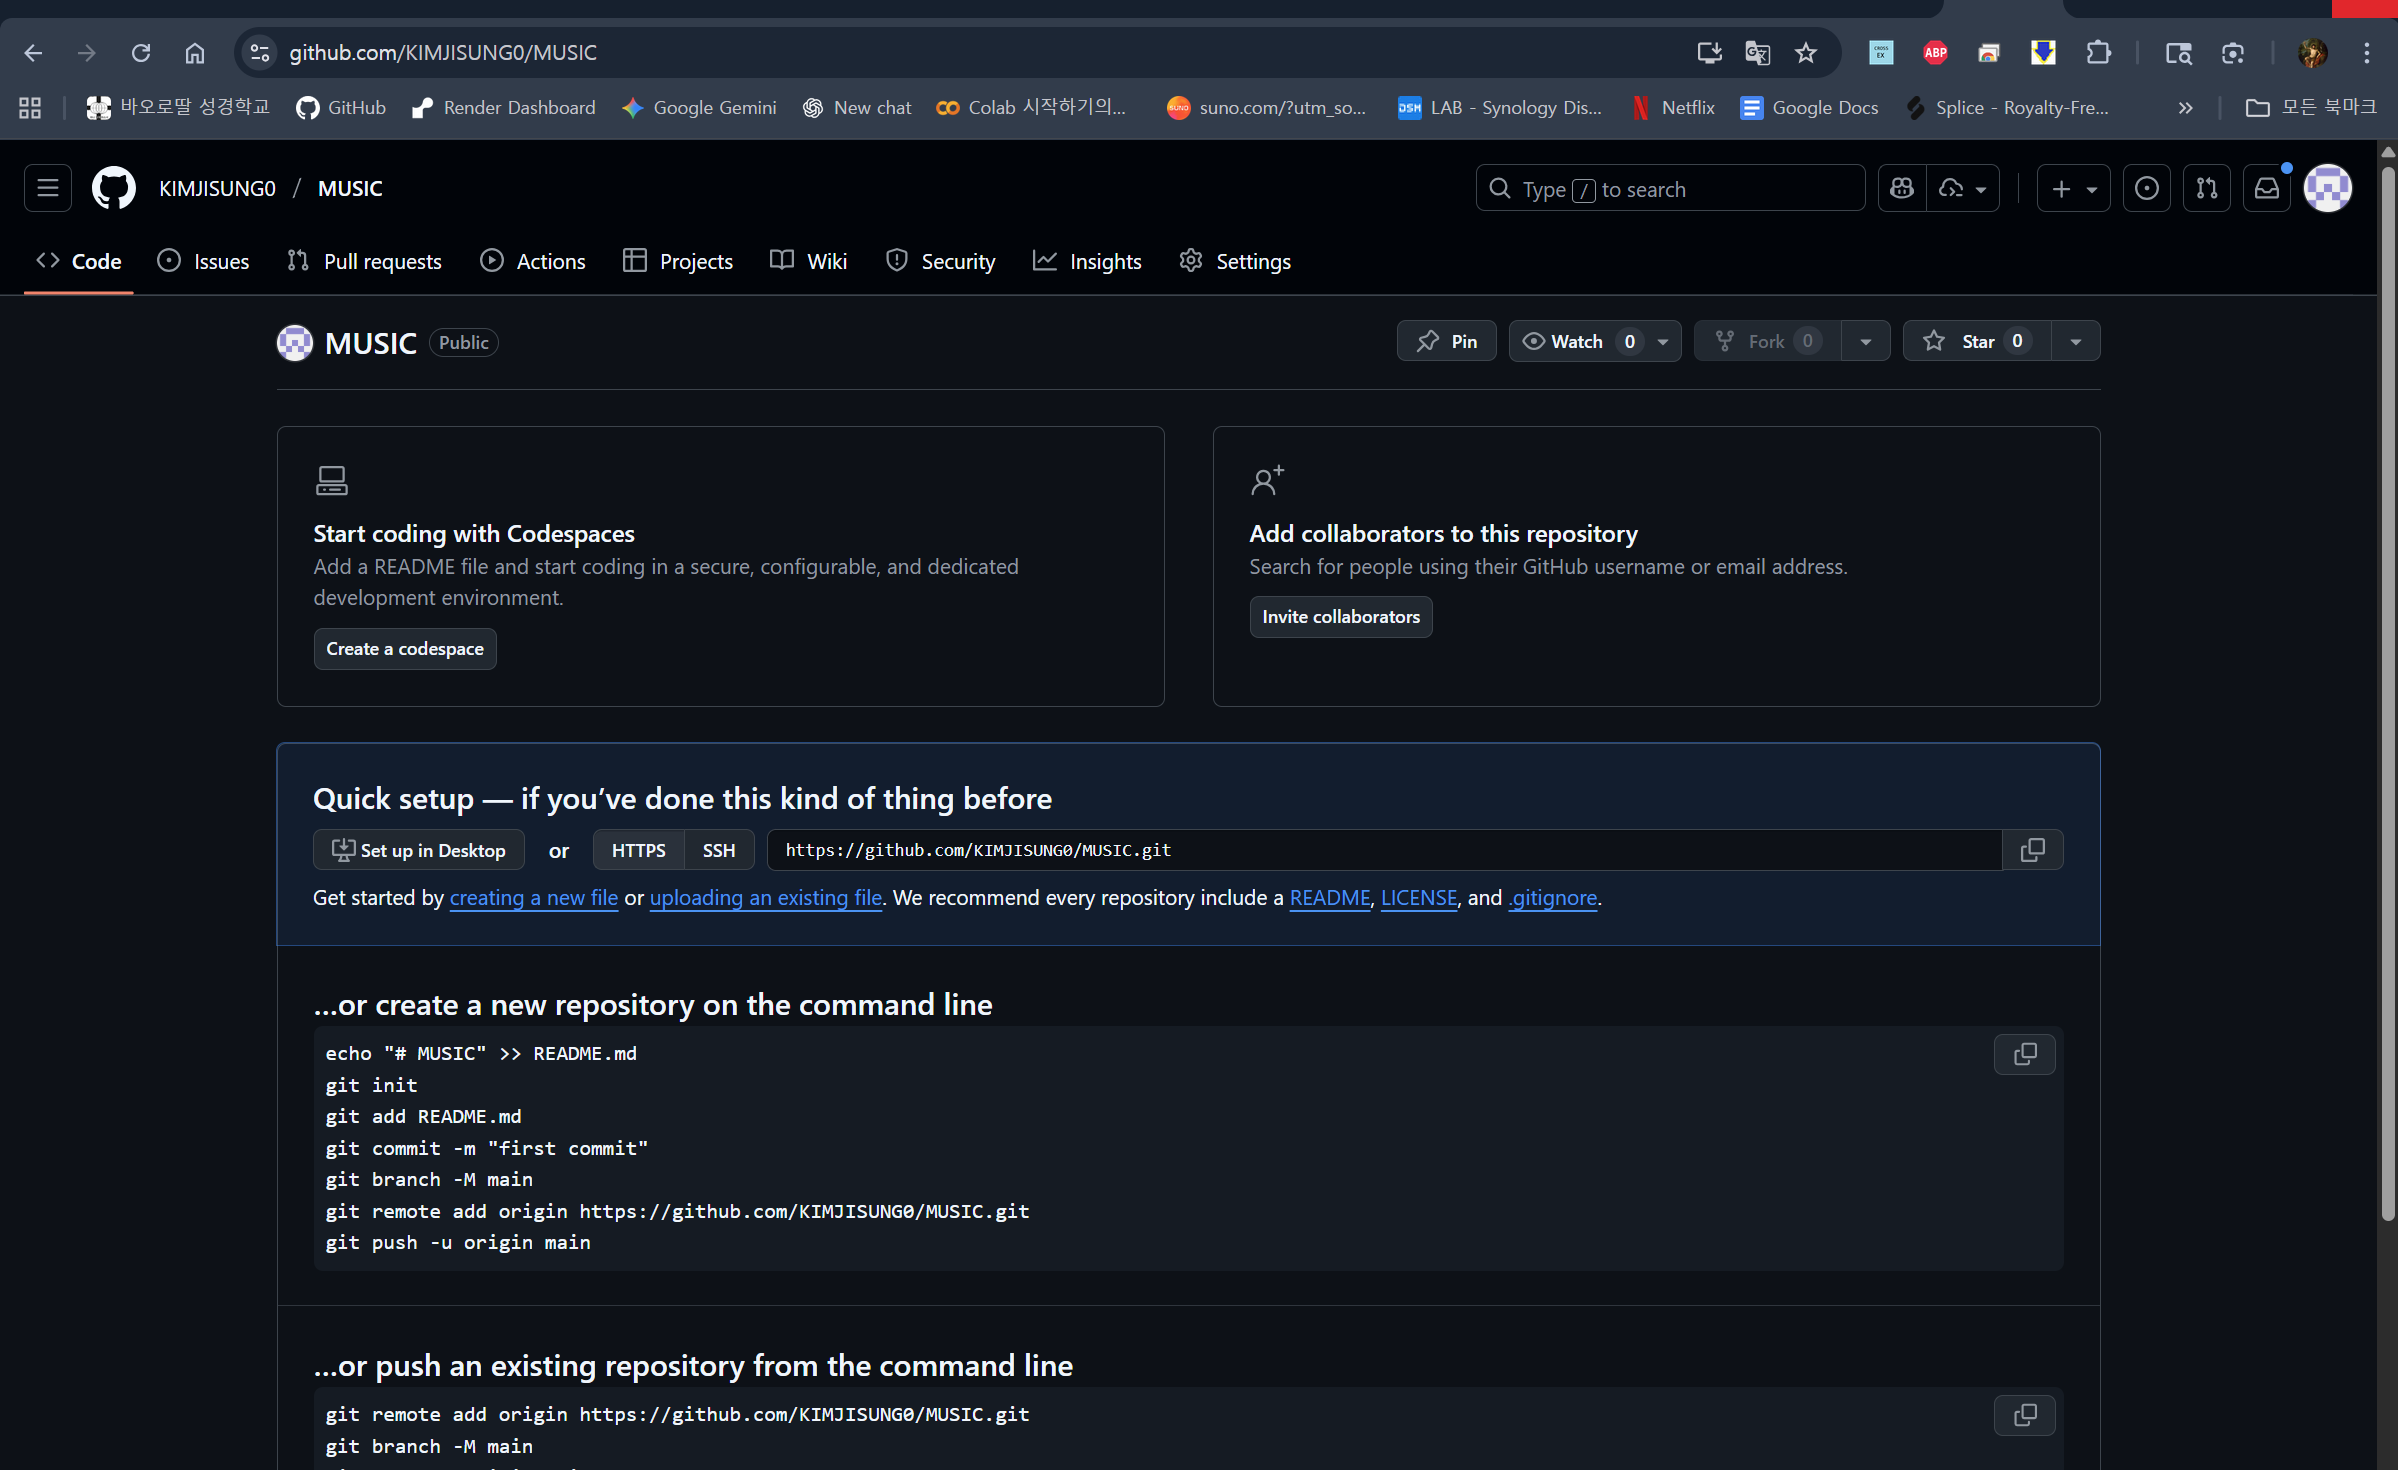 github.com/KIMJISUNG0/MUSIC
바오로딸 성경학교 GitHub Render Dashboard Google Gemini New chat Colab 시작하기의... suno.com/?utm_so... LAB - Synology Dis... Netflix Google Docs Splice - Royalty-Fre... » 모든 북마크
KIMJISUNG0 / MUSIC
Type / to search
Code Issues Pull requests Actions Projects Wiki Security Insights Settings
MUSIC Public
Pin Watch 0 Fork 0 Star 0
Start coding with Codespaces
Add a README file and start coding in a secure, configurable, and dedicated
development environment.
Create a codespace
Add collaborators to this repository
Search for people using their GitHub username or email address.
Invite collaborators
Quick setup — if you’ve done this kind of thing before
Set up in Desktop or HTTPS SSH https://github.com/KIMJISUNG0/MUSIC.git
Get started by creating a new file or uploading an existing file. We recommend every repository include a README, LICENSE, and .gitignore.
…or create a new repository on the command line
echo "# MUSIC" >> README.md
git init
git add README.md
git commit -m "first commit"
git branch -M main
git remote add origin https://github.com/KIMJISUNG0/MUSIC.git
git push -u origin main
…or push an existing repository from the command line
git remote add origin https://github.com/KIMJISUNG0/MUSIC.git
git branch -M main